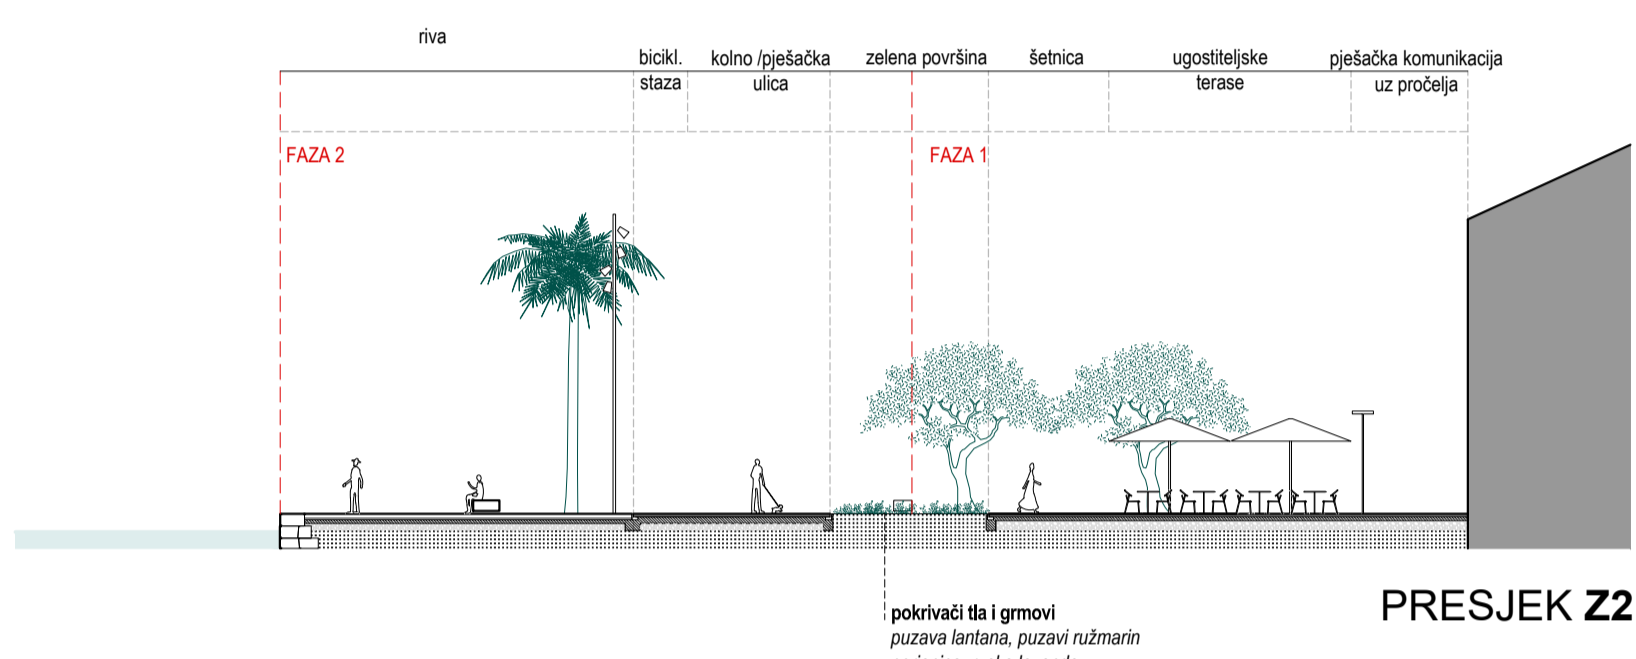 riva
bicikl.
staza
kolno /pješačka
ulica
zelena površina
šetnica
ugostiteljske
terase
pješačka komunikacija
uz pročelja
FAZA 2
FAZA 1
pokrivači tla i grmovi
puzava lantana, puzavi ružmarin
PRESJEK Z2